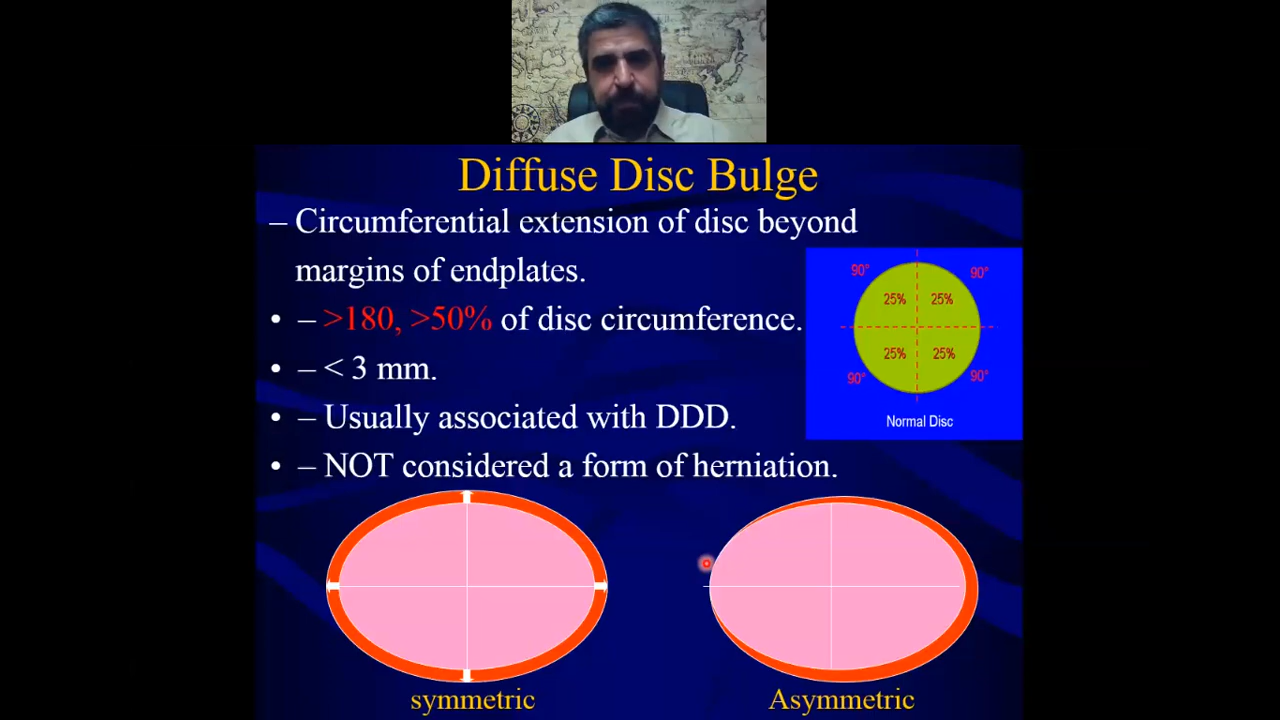 Diffuse Disc Bulge
– Circumferential extension of disc beyond
margins of endplates.
• – >180, >50% of disc circumference.
• – < 3 mm.
• – Usually associated with DDD.
• – NOT considered a form of herniation.
90° 90°
25% 25%
25% 25%
90° 90°
Normal Disc
symmetric
Asymmetric